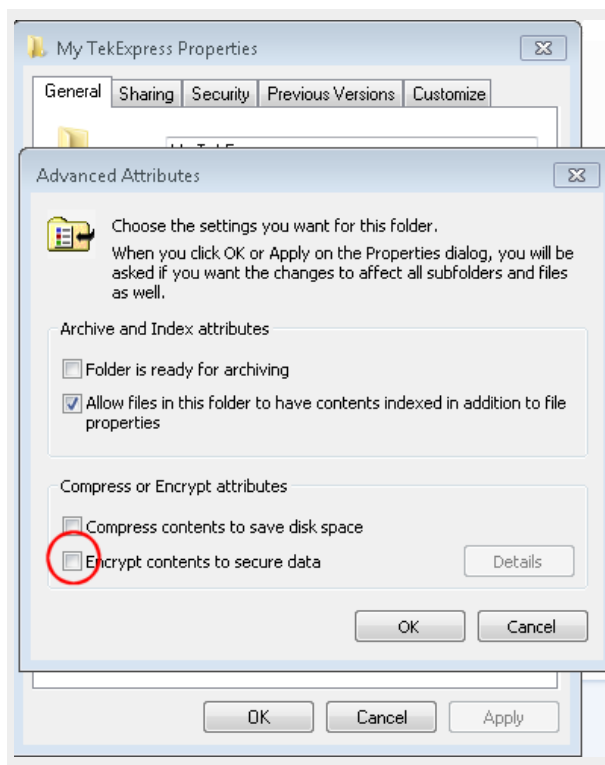 My TekExpress Properties
General Sharing Security Previous Versions Customize
Advanced Attributes
Choose the settings you want for this folder.
When you click OK or Apply on the Properties dialog, you will be
asked if you want the changes to affect all subfolders and files
as well.
Archive and Index attributes
Folder is ready for archiving
Allow files in this folder to have contents indexed in addition to file
properties
Compress or Encrypt attributes
Compress contents to save disk space
Encrypt contents to secure data
Details
OK Cancel
OK Cancel Apply